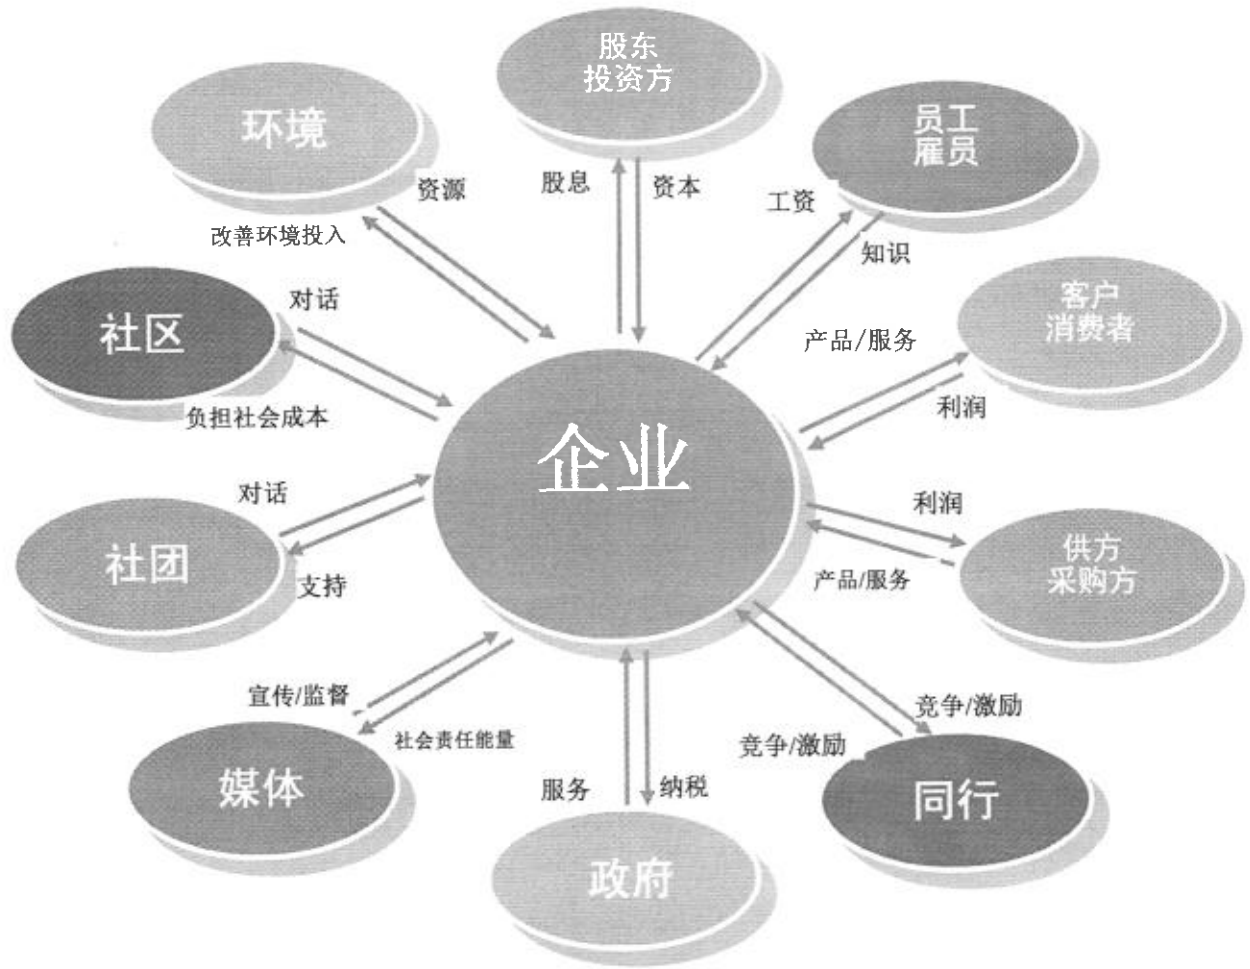 股东
投资方
环境
员工
雇员
资源
股息
资本
工资
改善环境投入
知识
客户
消费者
对话
社区
产品/服务
负担社会成本
利润
企业
对话
利润
社团
支持
产品/服务
供方
采购方
宣传/监督
社会责任能量
竞争/激励
竞争/激励
媒体
服务
纳税
同行
政府